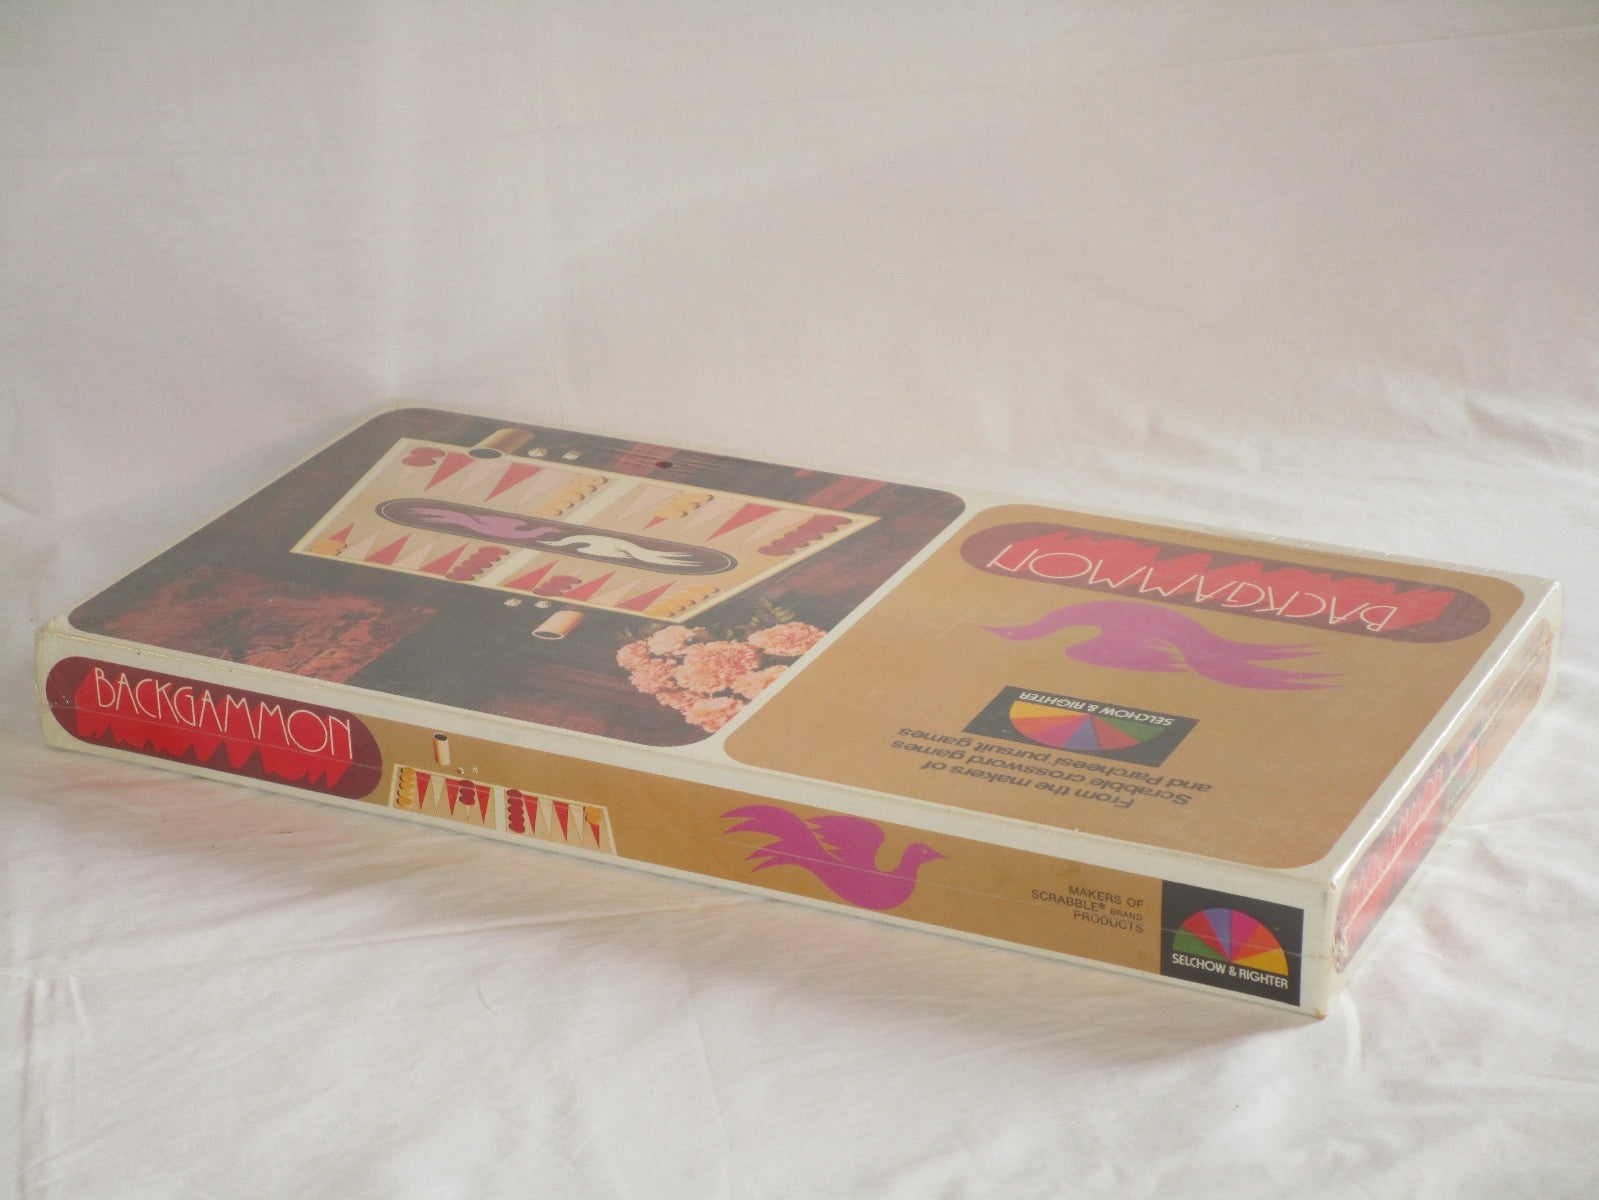 BACKGAMMON
SELCHOW & RIGHTER
From the makers of
Scrabble crossword games
and Parcheesi pursuit games
BACKGAMMON
MAKERS OF
SCRABBLE® BRAND
PRODUCTS
SELCHOW & RIGHTER
BACKGAMMON